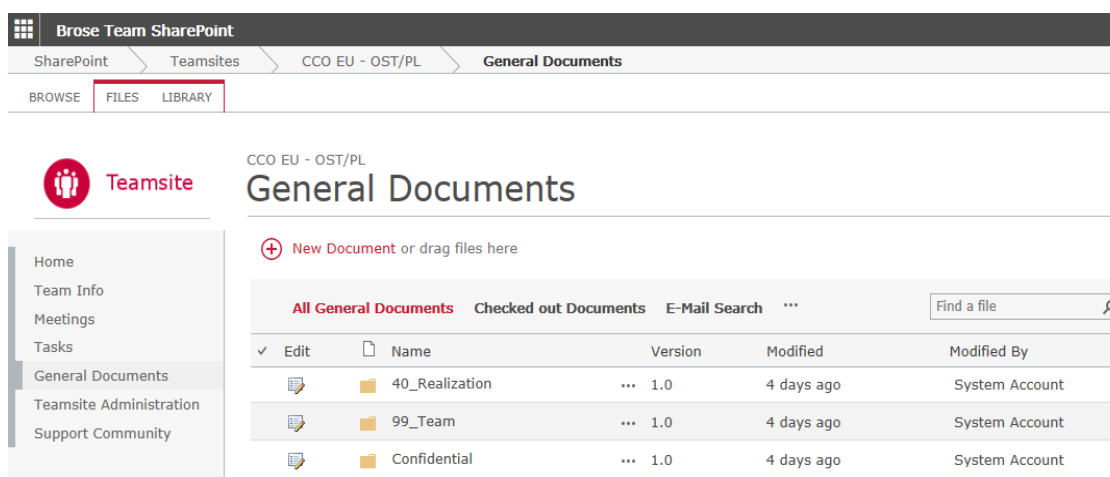 Brose Team SharePoint
SharePoint Teamsites CCO EU - OST/PL General Documents
BROWSE FILES LIBRARY
Teamsite
CCO EU - OST/PL
General Documents
New Document or drag files here
Home
Team Info
Meetings
Tasks
General Documents
Teamsite Administration
Support Community
All General Documents Checked out Documents E-Mail Search ... Find a file
✓ Edit Name Version Modified Modified By
40_Realization ... 1.0 4 days ago System Account
99_Team ... 1.0 4 days ago System Account
Confidential ... 1.0 4 days ago System Account